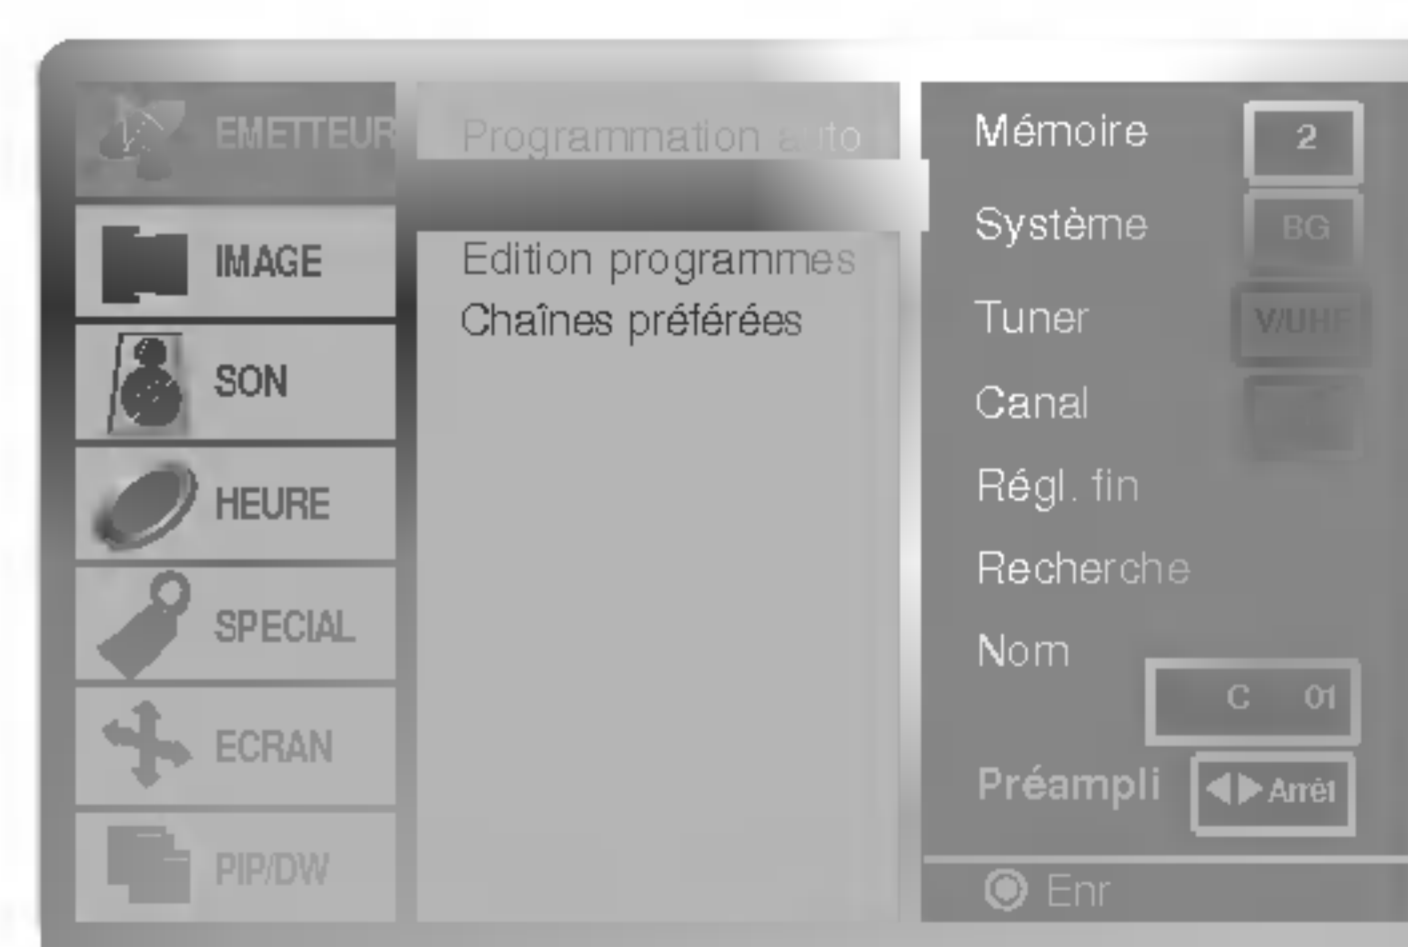 EMETTEUR
IMAGE
SON
HEURE
SPECIAL
ECRAN
PIP/DW
Programmation auto
Edition programmes
Chaînes préférées
Mémoire 2
Système BG
Tuner V/UHF
Canal
Régl. fin
Recherche
Nom
C 01
Préampli ◀▶ Arrêt
Enr